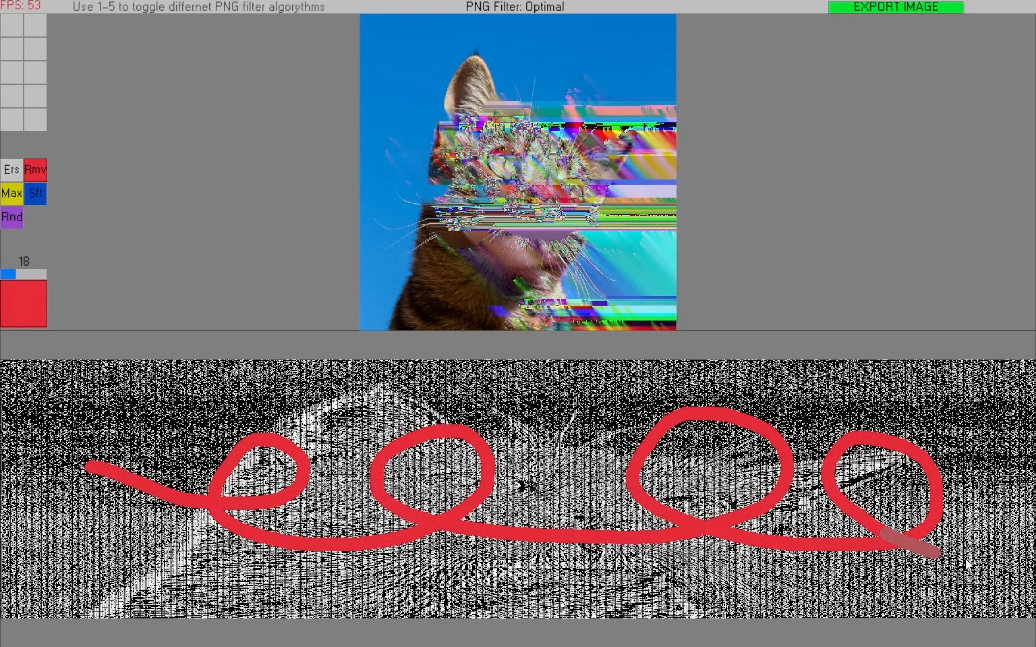 FPS: 53 Use 1-5 to toggle differnet PNG filter algorythms PNG Filter: Optimal EXPORT IMAGE
Ers Rmv
Max Sft
Rnd
18